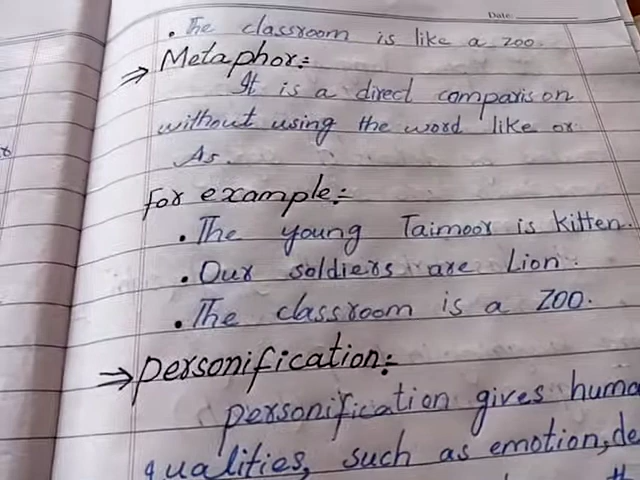 Date
• The classroom is like a zoo.
⇒ Metaphor:=
It is a direct comparison
without using the word like or
As.
for example:-
• The young Taimoor is kitten.
• Our soldiers are Lion.
• The classroom is a zoo.
⇒ personification:=
personification gives huma
qualities, such as emotion, de